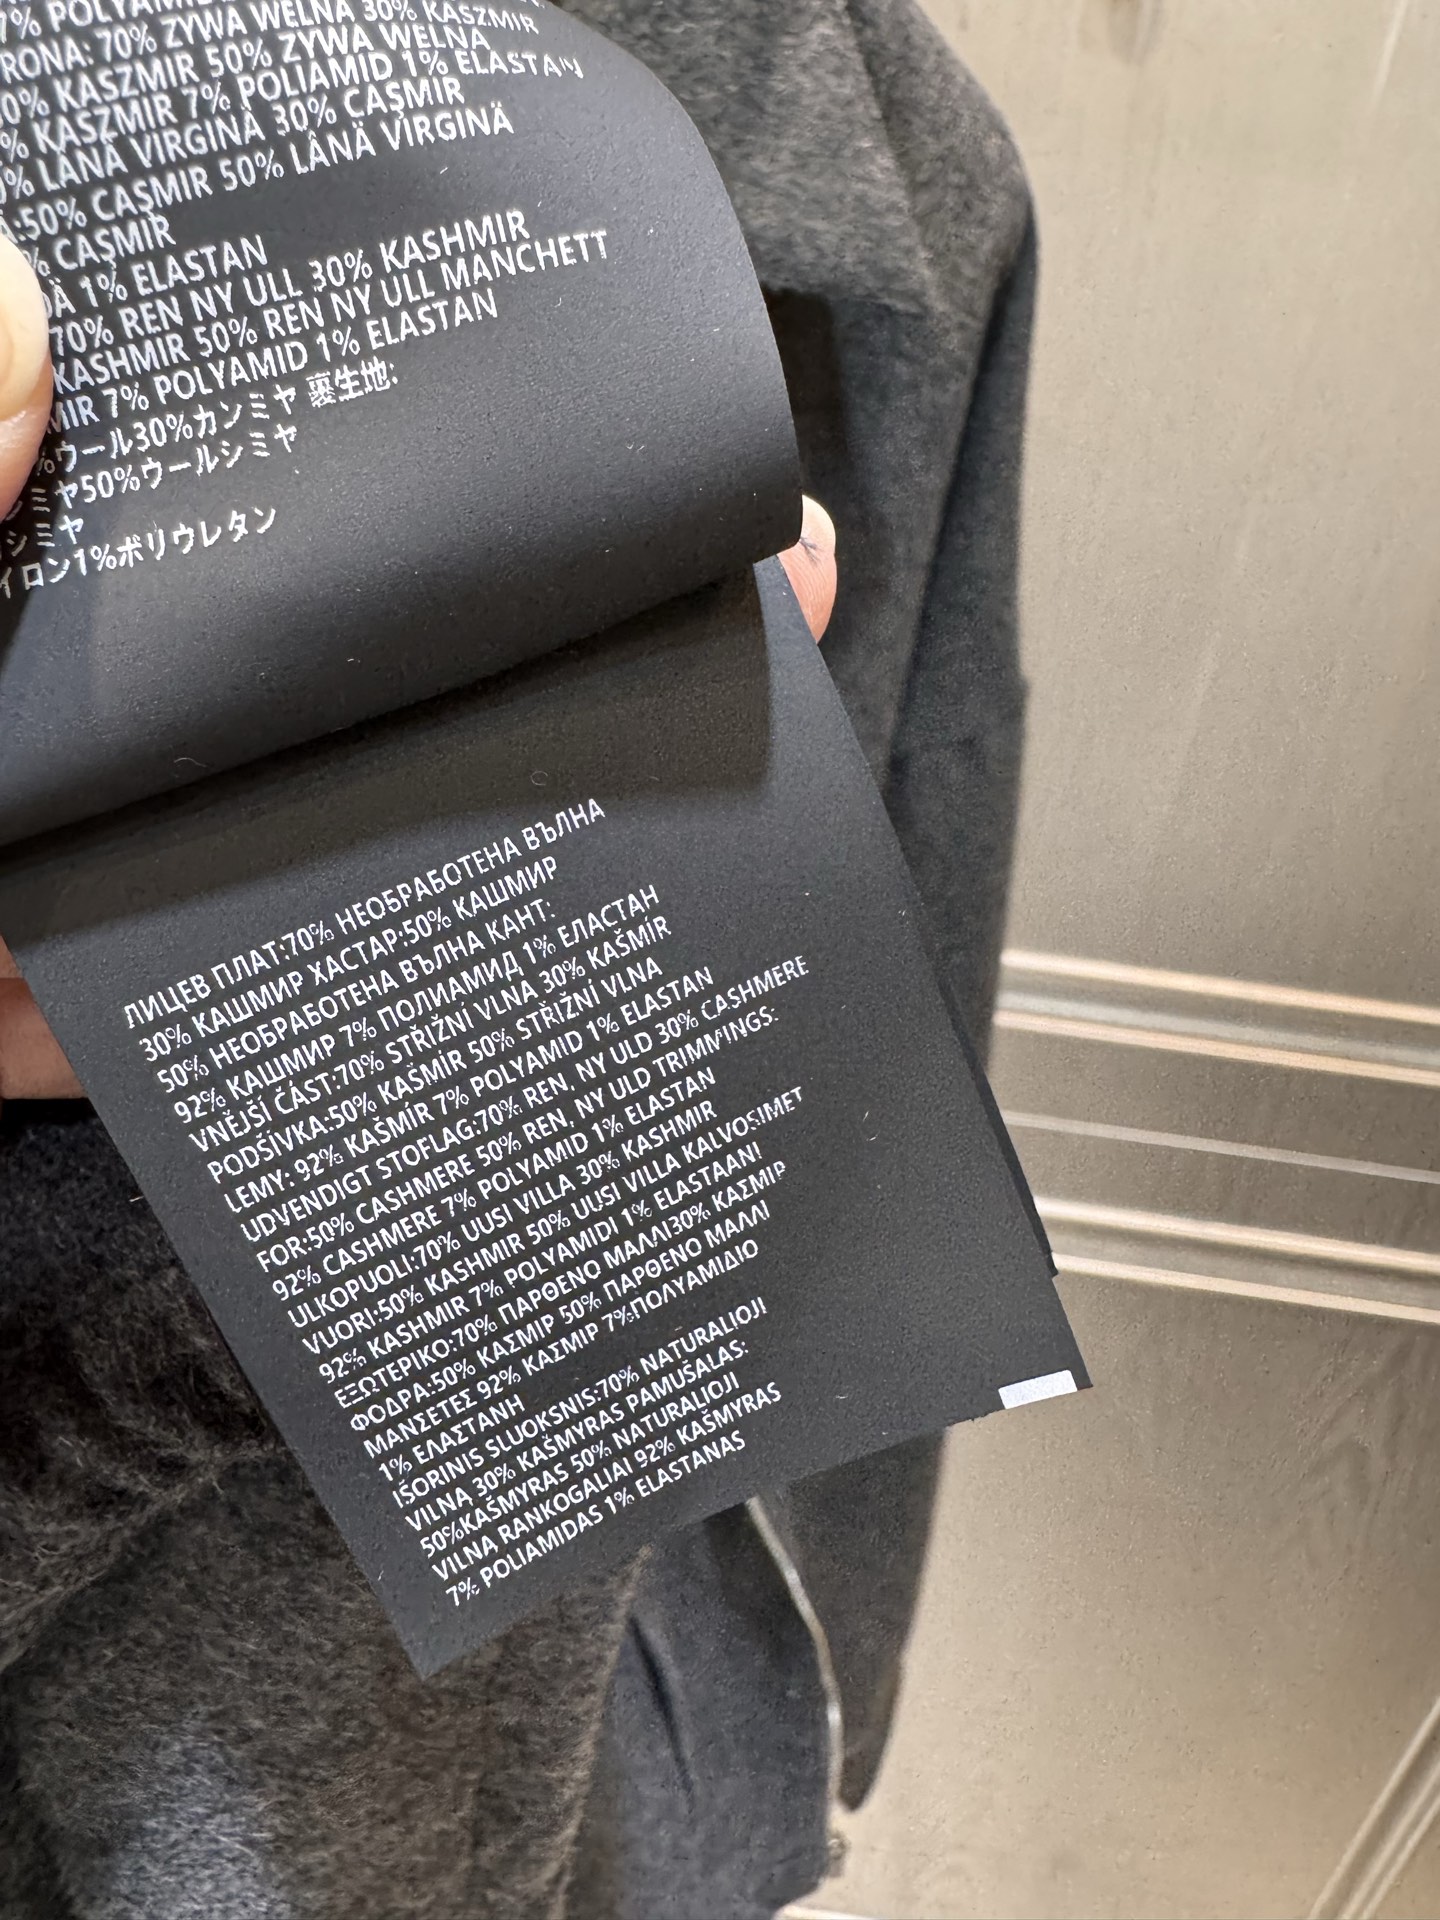 7% POLYAMID
RONA: 70% ZYWA WELNA 30% KASZMIR
0% KASZMIR 50% ZYWA WELNA
% KASZMIR 7% POLIAMID 1% ELASTAN
0% LÂNÄ VIRGINÄ 30% CAŞMIR
Ä:50% CAŞMIR 50% LÂNÄ VIRGINÄ
% CAŞMIR
DÄ 1% ELASTAN
70% REN NY ULL 30% KASHMIR
KASHMIR 50% REN NY ULL MANCHETT
MIR 7% POLYAMID 1% ELASTAN
%ウール30%カンミヤ 裏生地:
ミヤ50%ウールシミヤ
シミヤ
イロン1%ポリウレタン
ЛИЦЕВ ПЛАТ:70% НЕОБРАБОТЕНА ВЪЛНА
30% КАШМИР ХАСТАР:50% КАШМИР
50% НЕОБРАБОТЕНА ВЪЛНА КАНТ:
92% КАШМИР 7% ПОЛИАМИД 1% ЕЛАСТАН
VNĚJŠÍ ČÁST:70% STŘIŽNÍ VLNA 30% KAŠMÍR
PODŠÍVKA:50% KAŠMÍR 50% STŘIŽNÍ VLNA
LEMY: 92% KAŠMÍR 7% POLYAMID 1% ELASTAN
UDVENDIGT STOFLAG:70% REN, NY ULD 30% CASHMERE
FOR:50% CASHMERE 50% REN, NY ULD TRIMMINGS:
92% CASHMERE 7% POLYAMID 1% ELASTAN
ULKOPUOLI:70% UUSI VILLA 30% KASHMIR
VUORI:50% KASHMIR 50% UUSI VILLA KALVOSIMET
92% KASHMIR 7% POLYAMIDI 1% ELASTAANI
ΕΞΩΤΕΡΙΚΟ:70% ΠΑΡΘΕΝΟ ΜΑΛΛΙ30% ΚΑΣΜΙΡ
ΦΟΔΡΑ:50% ΚΑΣΜΙΡ 50% ΠΑΡΘΕΝΟ ΜΑΛΛΙ
ΜΑΝΣΕΤΕΣ 92% ΚΑΣΜΙΡ 7%ΠΟΛΥΑΜΙΔΙΟ
1% ΕΛΑΣΤΑΝΗ
IŠORINIS SLUOKSNIS:70% NATURALIOJI
VILNA 30% KAŠMYRAS PAMUŠALAS:
50%KAŠMYRAS 50% NATURALIOJI
VILNA RANKOGALIAI 92% KAŠMYRAS
7% POLIAMIDAS 1% ELASTANAS